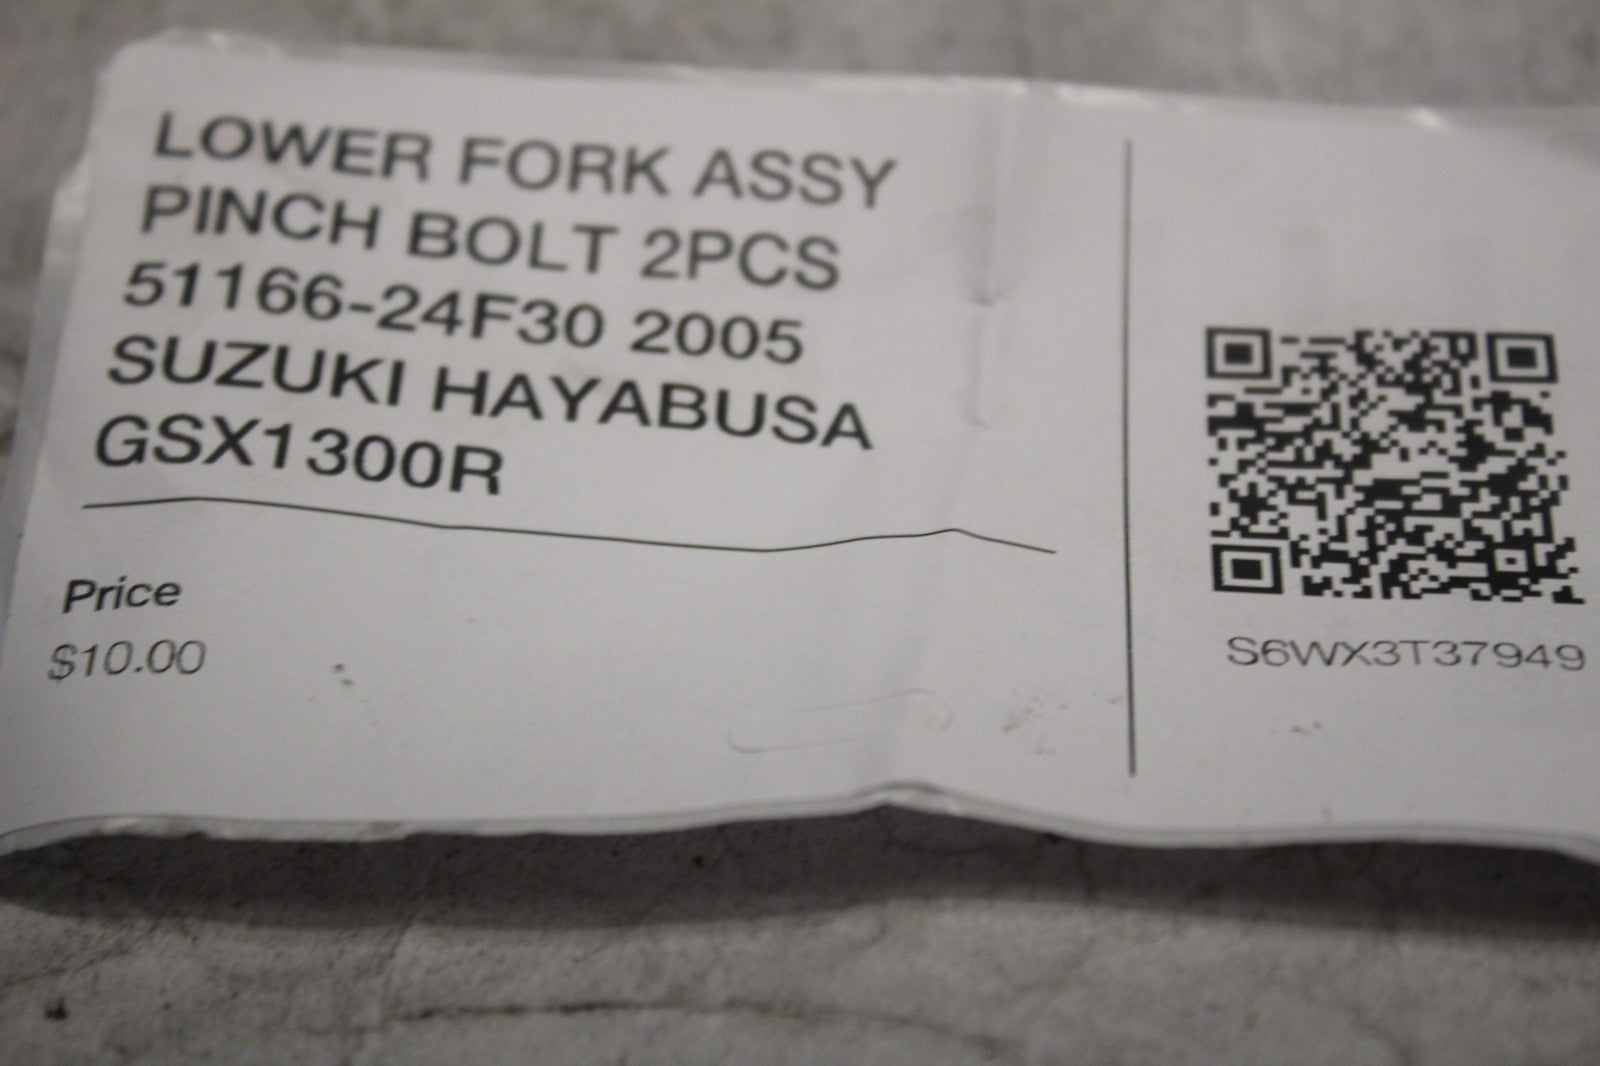 LOWER FORK ASSY
PINCH BOLT 2PCS
51166-24F30 2005
SUZUKI HAYABUSA
GSX1300R
Price
$10.00
S6WX3T37949